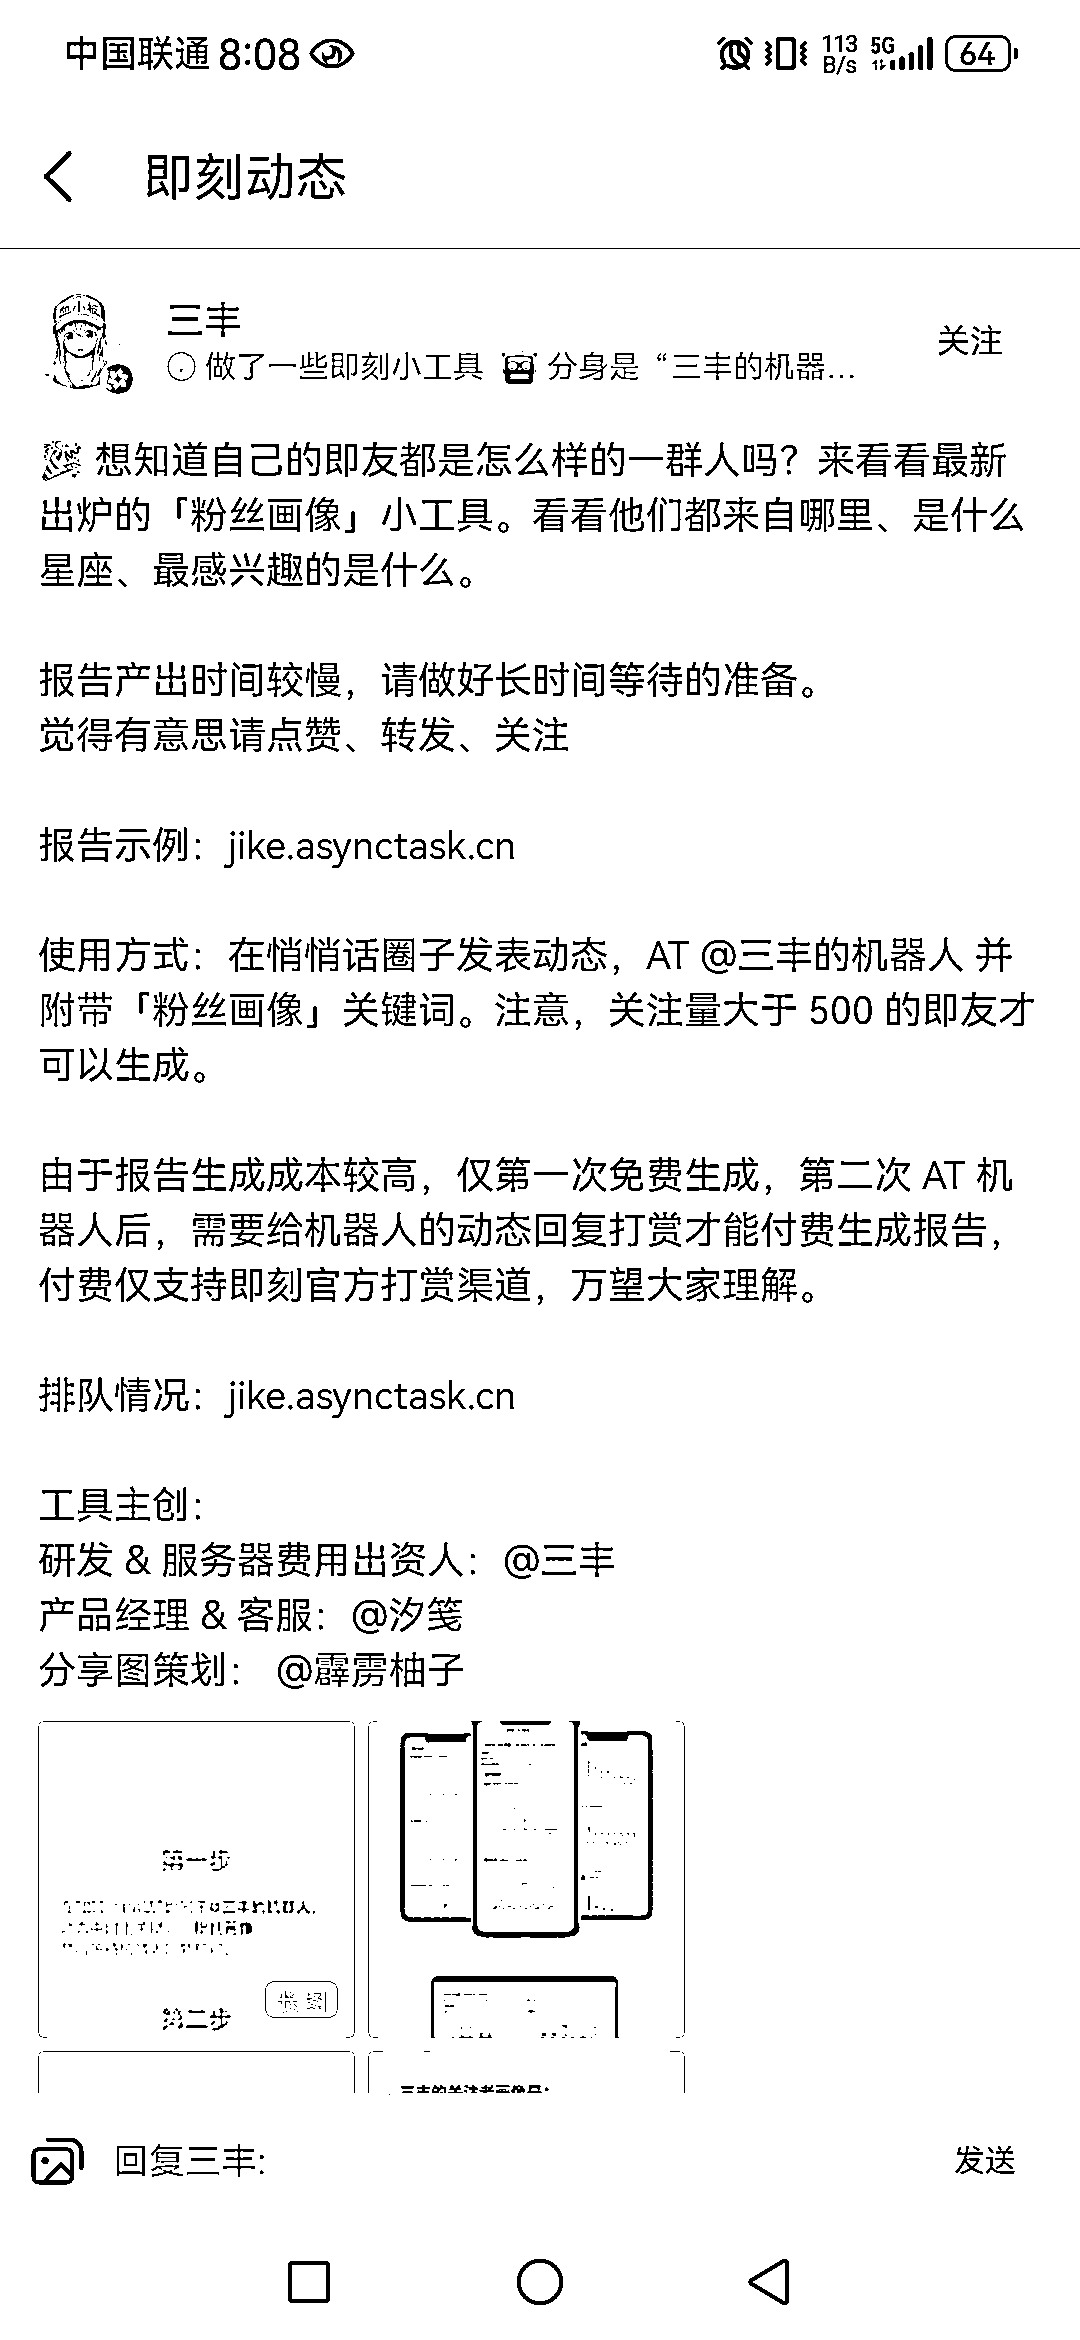 中国联通 8:08 113 B/s 5G 64
即刻动态
三丰
做了一些即刻小工具 分身是“三丰的机器...
关注
想知道自己的即友都是怎么样的一群人吗？来看看最新
出炉的「粉丝画像」小工具。看看他们都来自哪里、是什么
星座、最感兴趣的是什么。
报告产出时间较慢，请做好长时间等待的准备。
觉得有意思请点赞、转发、关注
报告示例：jike.asynctask.cn
使用方式：在悄悄话圈子发表动态，AT @三丰的机器人 并
附带「粉丝画像」关键词。注意，关注量大于 500 的即友才
可以生成。
由于报告生成成本较高，仅第一次免费生成，第二次 AT 机
器人后，需要给机器人的动态回复打赏才能付费生成报告，
付费仅支持即刻官方打赏渠道，万望大家理解。
排队情况：jike.asynctask.cn
工具主创：
研发 & 服务器费用出资人：@三丰
产品经理 & 客服：@汐笺
分享图策划： @霹雳柚子
第一步
第二步
三丰的关注者画像是：
回复三丰:
发送